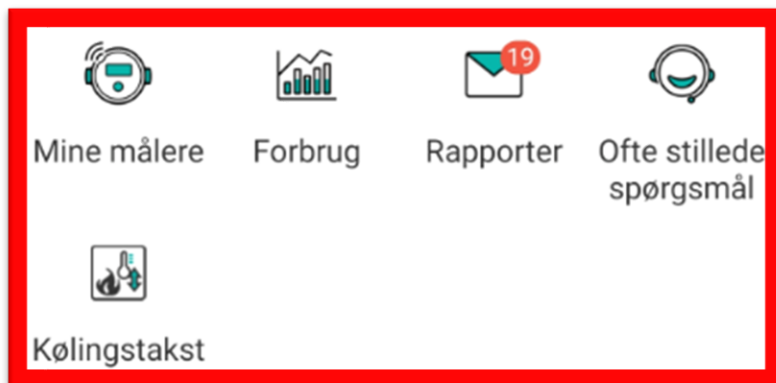 19
Mine målere
Forbrug
Rapporter
Ofte stillede
spørgsmål
Kølingstakst